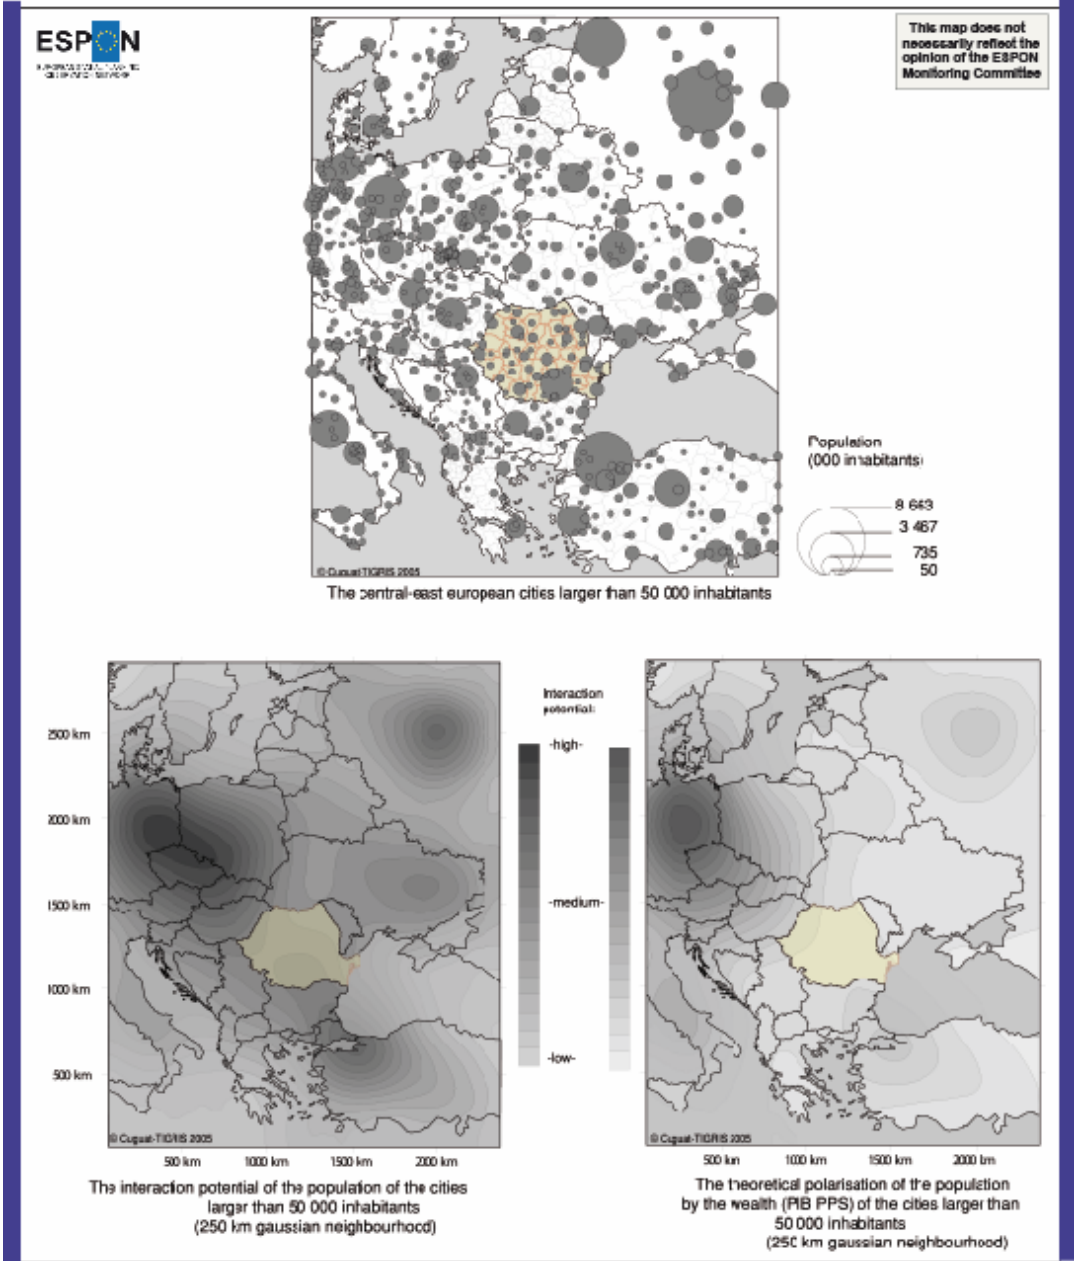 ESPON
This map does not
necessarily reflect the
opinion of the ESPON
Monitoring Committee
Population
(000 inhabitants)
3 467
735
50
© Cuguat-TIGRIS 2005
The central-east european cities larger than 50 000 inhabitants
Interaction
potential:
-high-
-medium-
-low-
2500 km
2000 km
1500 km
1000 km
500 km
© Cuguat-TIGRIS 2005
500 km 1000 km 1500 km 2000 km
The interaction potential of the population of the cities
larger than 50 000 inhabitants
(250 km gaussian neighbourhood)
© Cuguat-TIGRIS 2005
500 km 1000 km 1500 km 2000 km
The theoretical polarisation of the population
by the wealth (PIB PPS) of the cities larger than
50 000 inhabitants
(250 km gaussian neighbourhood)